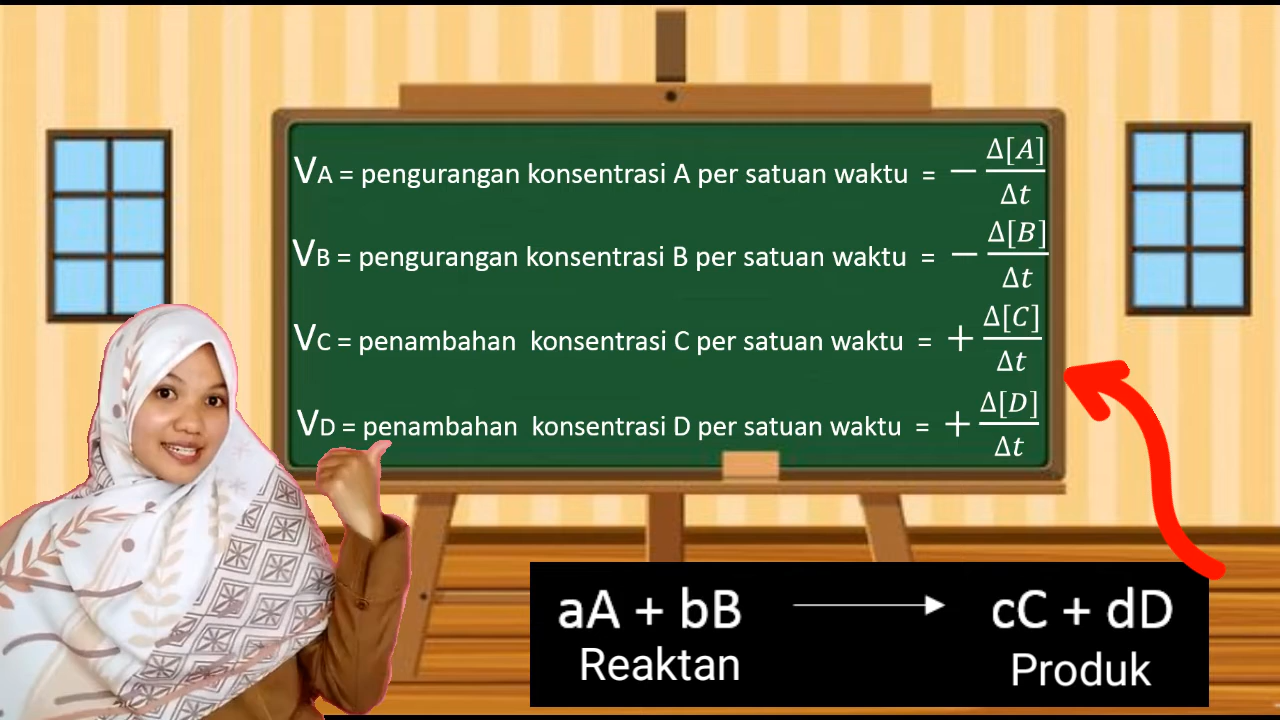 VA = pengurangan konsentrasi A per satuan waktu = − Δ[A]/Δt
VB = pengurangan konsentrasi B per satuan waktu = − Δ[B]/Δt
VC = penambahan konsentrasi C per satuan waktu = + Δ[C]/Δt
VD = penambahan konsentrasi D per satuan waktu = + Δ[D]/Δt
aA + bB → cC + dD
Reaktan Produk